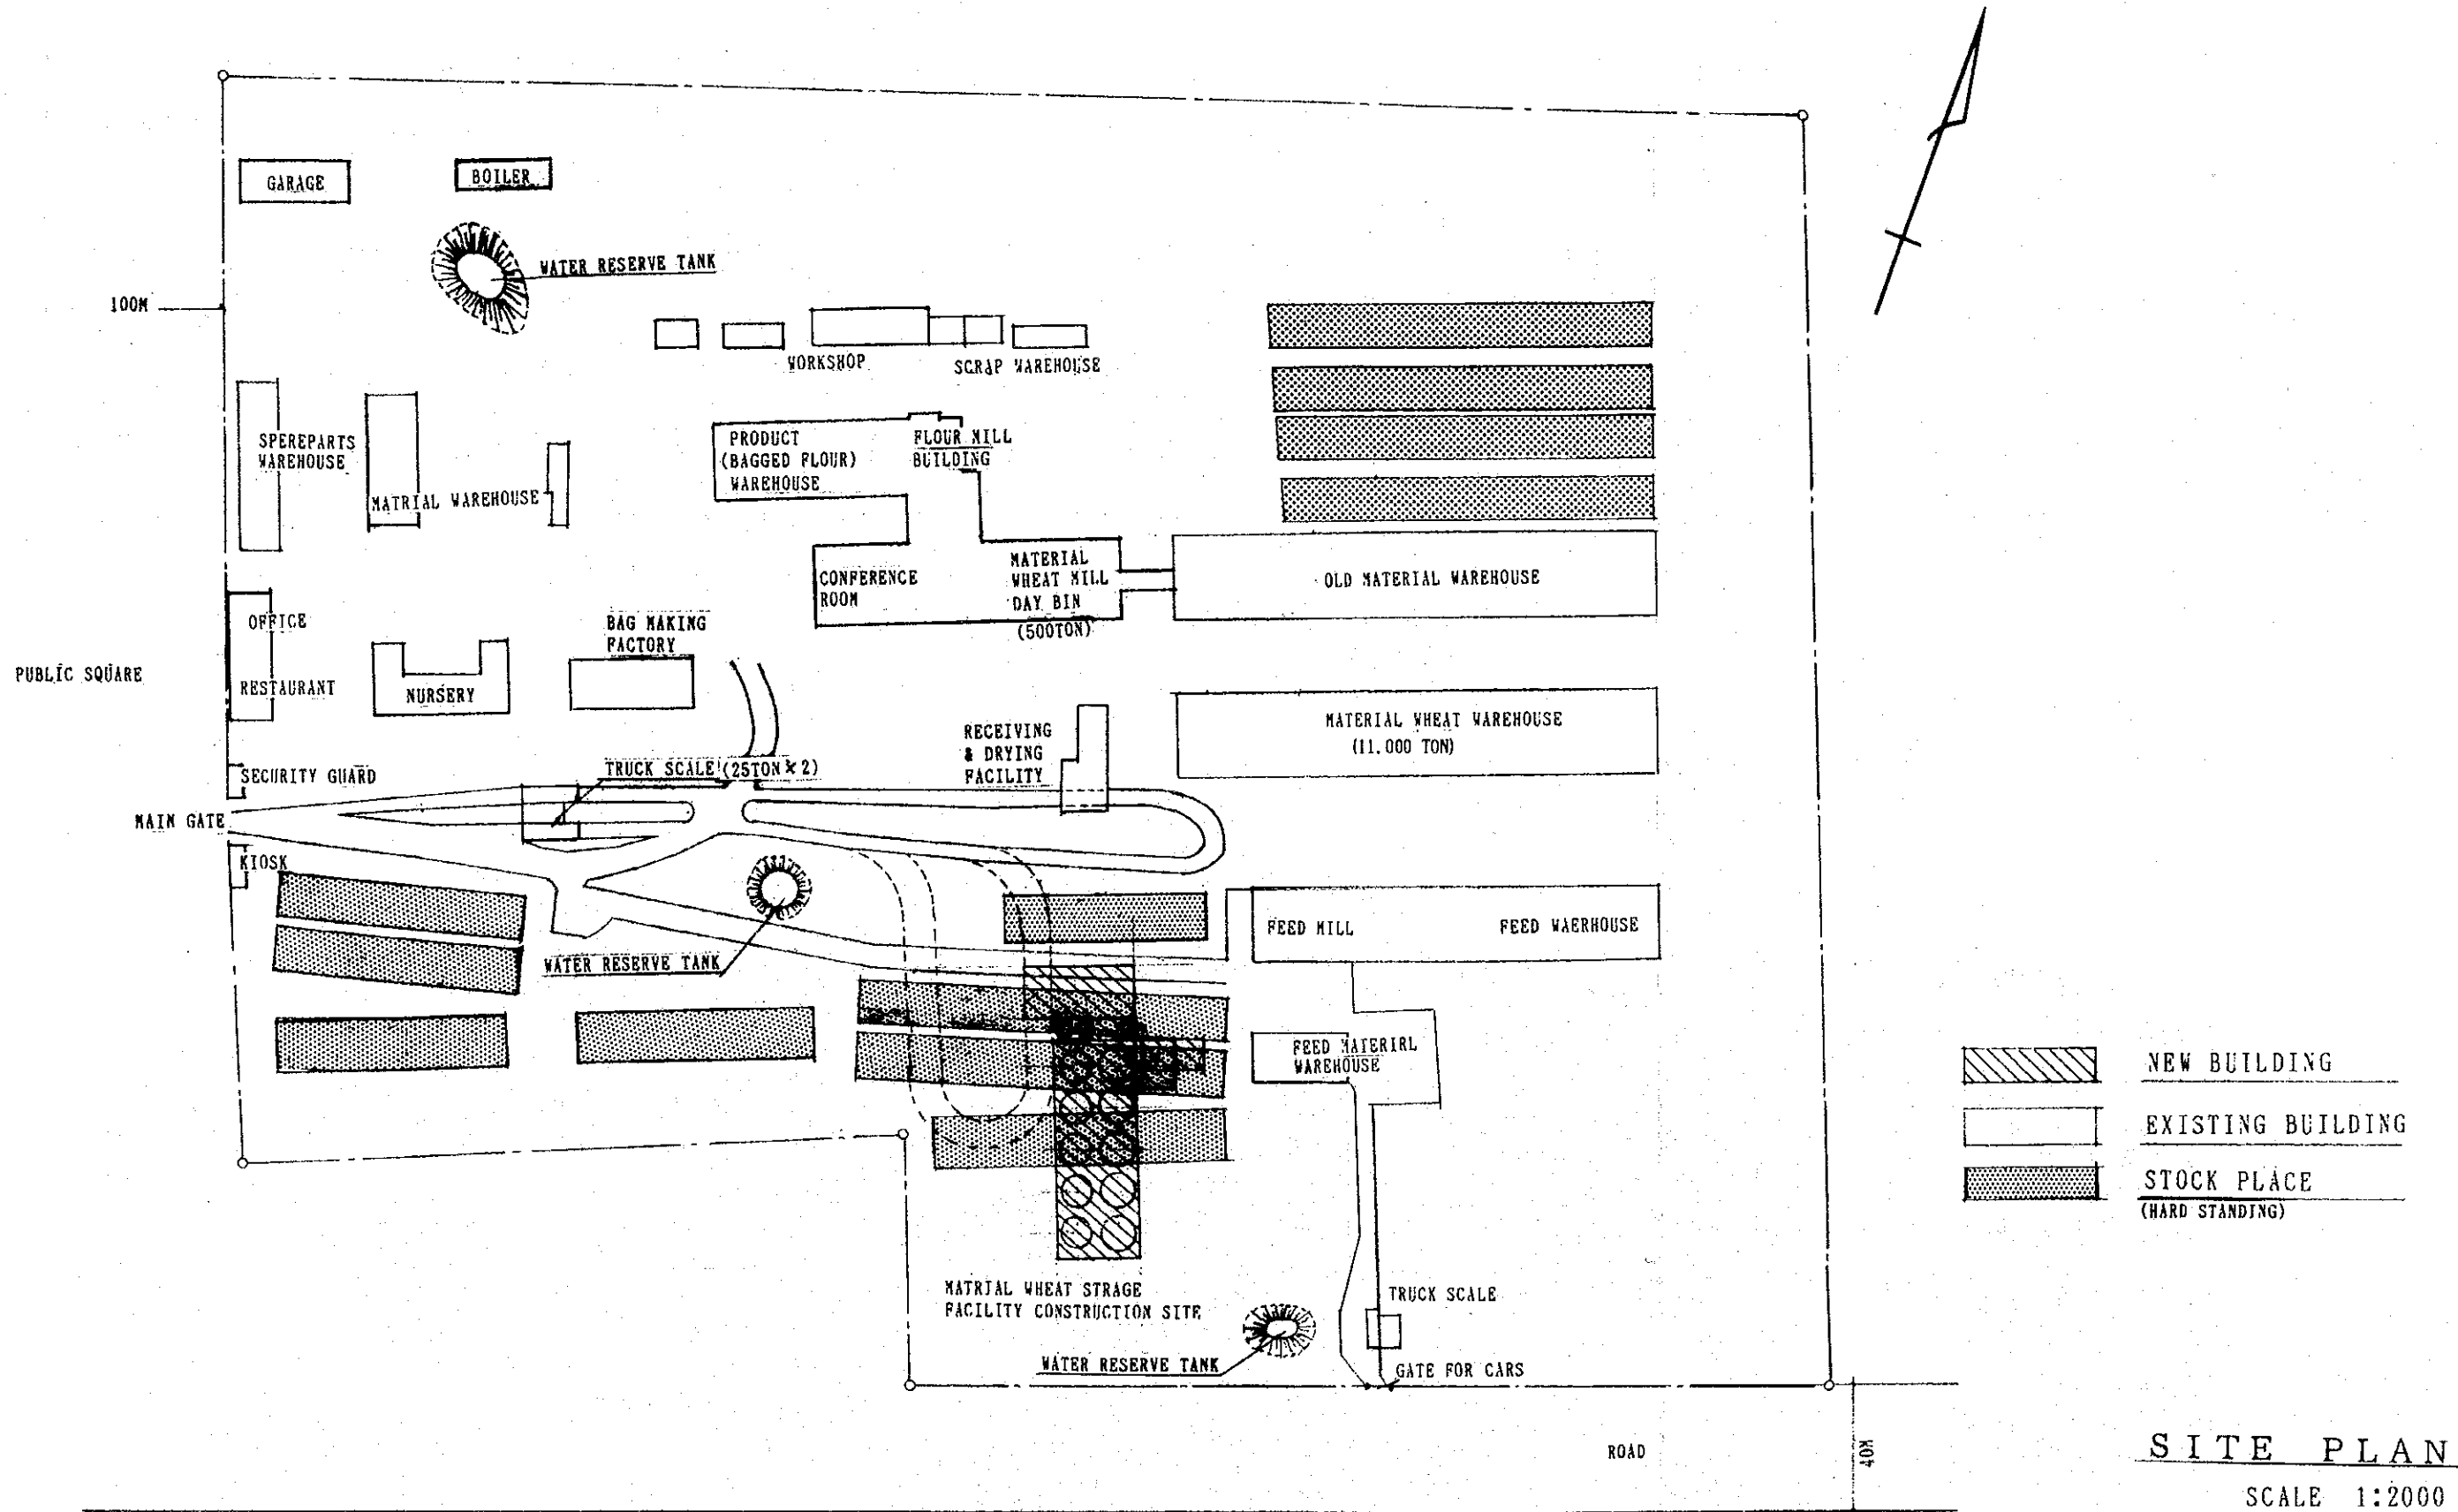 GARAGE
BOILER
WATER RESERVE TANK
100M
WORKSHOP
SCRAP WAREHOUSE
SPEREPARTS
WAREHOUSE
MATRIAL WAREHOUSE
PRODUCT
(BAGGED FLOUR)
WAREHOUSE
FLOUR MILL
BUILDING
CONFERENCE
ROOM
MATERIAL
WHEAT MILL
DAY BIN
(500TON)
OLD MATERIAL WAREHOUSE
OFFICE
RESTAURANT
PUBLIC SQUARE
NURSERY
BAG MAKING
FACTORY
MATERIAL WHEAT WAREHOUSE
(11.000 TON)
RECEIVING
& DRYING
FACILITY
SECURITY GUARD
TRUCK SCALE (25TON×2)
MAIN GATE
KIOSK
WATER RESERVE TANK
FEED MILL
FEED WAERHOUSE
FEED MATERIRL
WAREHOUSE
NEW BUILDING
EXISTING BUILDING
STOCK PLACE
(HARD STANDING)
MATRIAL WHEAT STRAGE
FACILITY CONSTRUCTION SITE
TRUCK SCALE
WATER RESERVE TANK
GATE FOR CARS
ROAD
40M
SITE PLAN
SCALE 1:2000